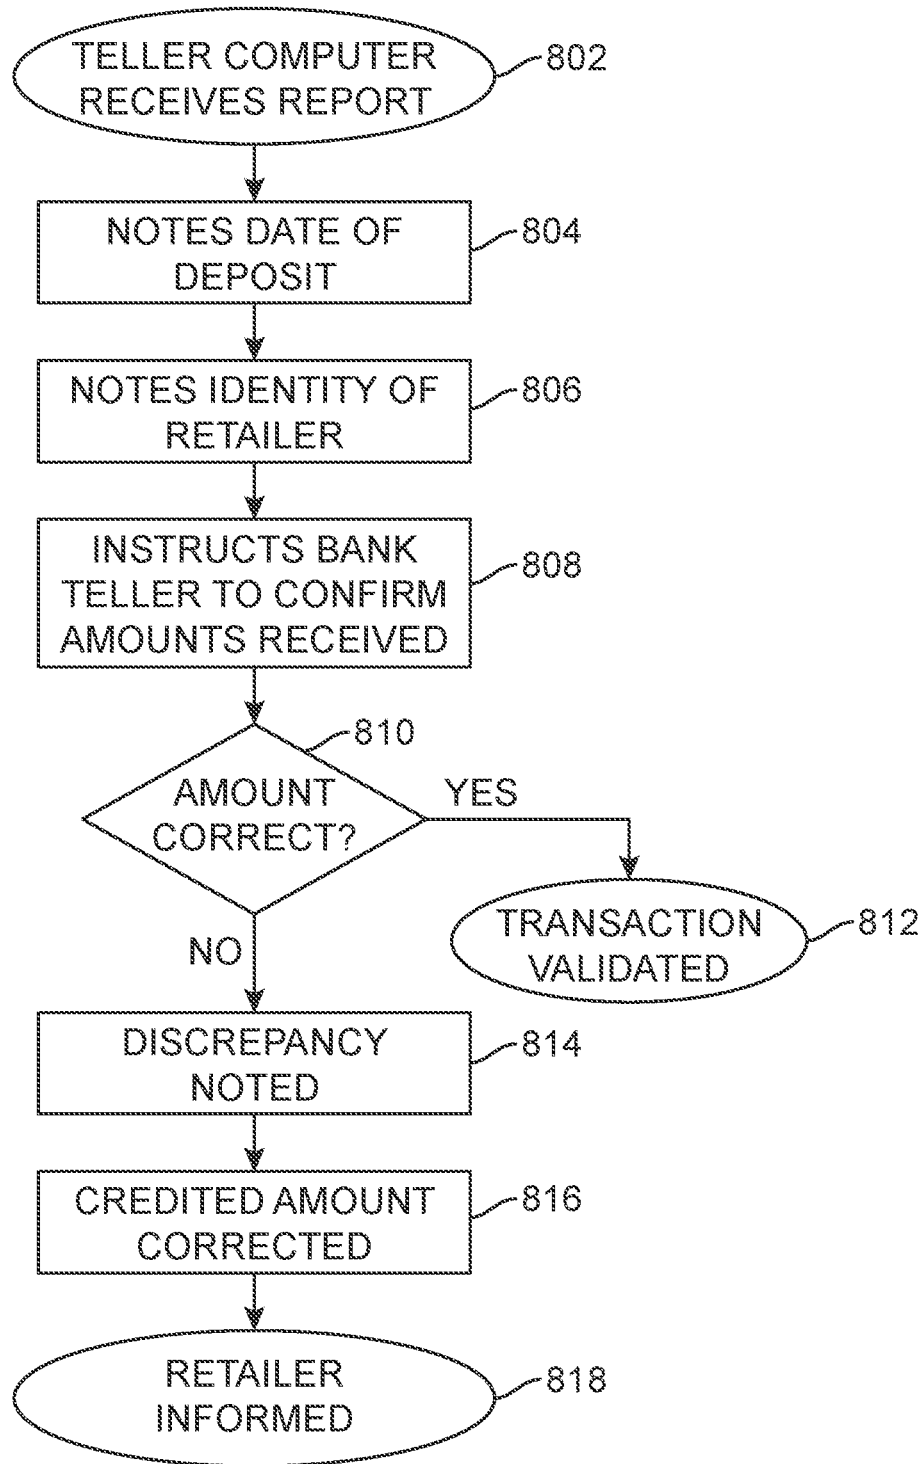 TELLER COMPUTER
RECEIVES REPORT
802
NOTES DATE OF
DEPOSIT
804
NOTES IDENTITY OF
RETAILER
806
INSTRUCTS BANK
TELLER TO CONFIRM
AMOUNTS RECEIVED
808
810
AMOUNT
CORRECT?
YES
TRANSACTION
VALIDATED
812
NO
DISCREPANCY
NOTED
814
CREDITED AMOUNT
CORRECTED
816
RETAILER
INFORMED
818